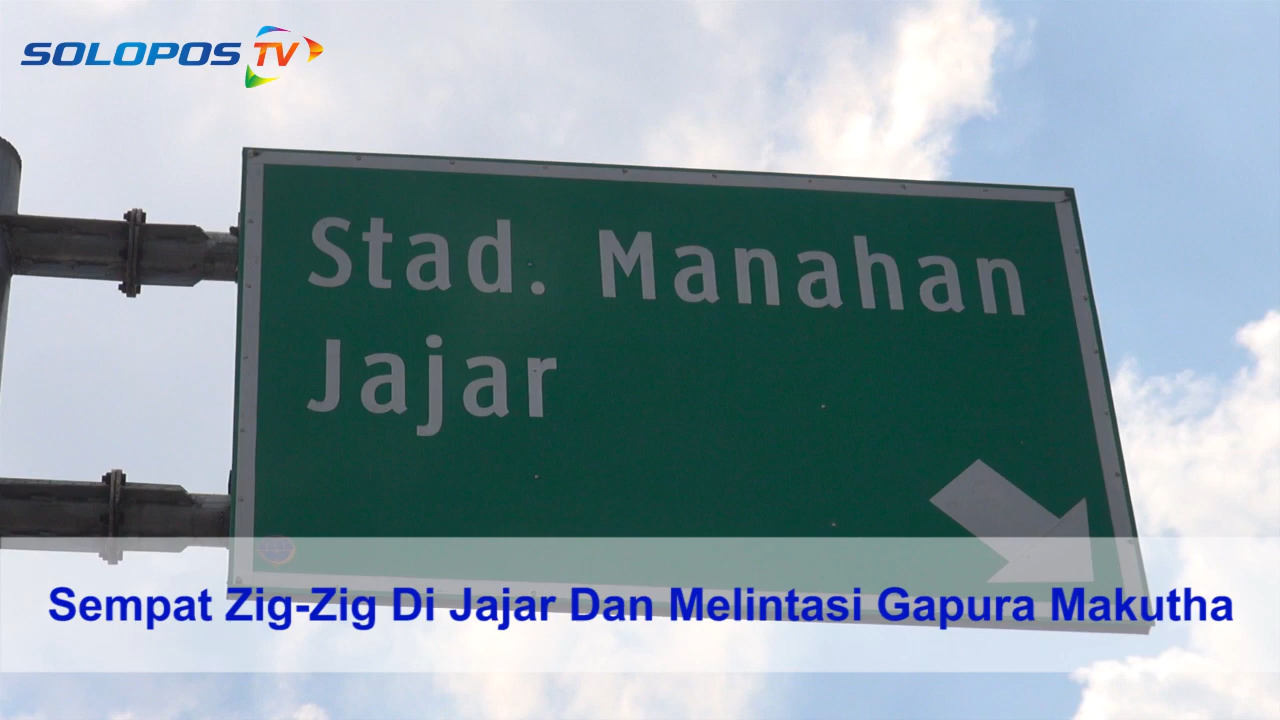 SOLOPOS TV
Stad. Manahan
Jajar
Sempat Zig-Zig Di Jajar Dan Melintasi Gapura Makutha